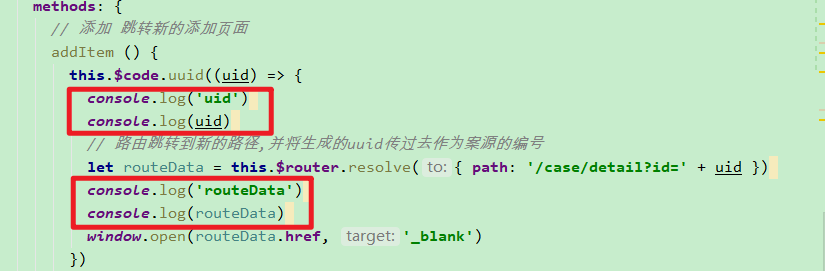 methods: {
// 添加 跳转新的添加页面
addItem () {
this.$code.uuid((uid) => {
console.log('uid')
console.log(uid)
// 路由跳转到新的路径,并将生成的uuid传过去作为案源的编号
let routeData = this.$router.resolve( to: { path: '/case/detail?id=' + uid })
console.log('routeData')
console.log(routeData)
window.open(routeData.href, target: '_blank')
})